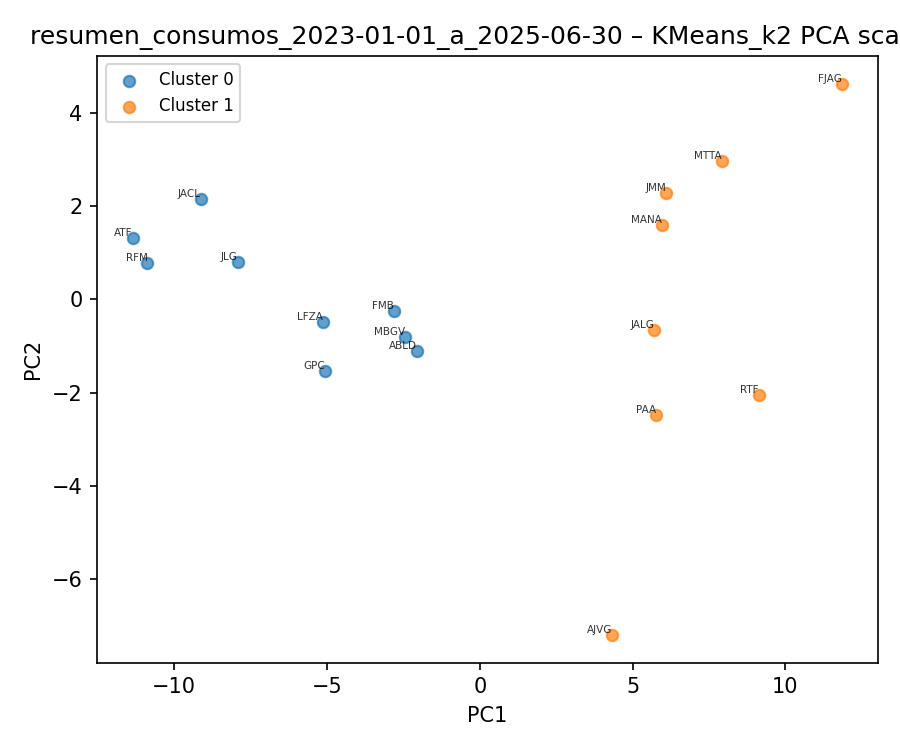 resumen_consumos_2023-01-01_a_2025-06-30 – KMeans_k2 PCA sca
Cluster 0
Cluster 1
FJAG
MTTA
JMM
MANA
JACL
ATF
RFM
JLG
LFZA
FMB
MBGV
ABLD
GPC
JALG
RTF
PAA
AJVG
4
2
0
−2
−4
−6
PC2
−10
−5
0
5
10
PC1